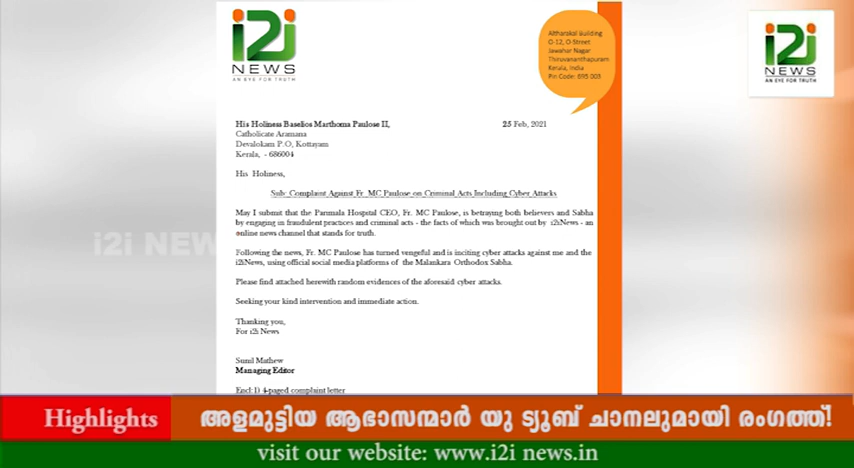 i2i
NEWS
AN EYE FOR TRUTH
Altharakal Building
O-12, O-Street
Jawahar Nagar
Thiruvananthapuram
Kerala, India
Pin Code: 695 003
i2i
NEWS
AN EYE FOR TRUTH
His Holiness Baselios Marthoma Paulose II, 25 Feb, 2021
Catholicate Aramana
Devalokam P.O, Kottayam
Kerala, - 686004
His Holiness,
Sub: Complaint Against Fr. MC Paulose on Criminal Acts Including Cyber Attacks
May I submit that the Parumala Hospital CEO, Fr. MC Paulose, is betraying both believers and Sabha
by engaging in fraudulent practices and criminal acts - the facts of which was brought out by i2iNews - an
online news channel that stands for truth.
Following the news, Fr. MC Paulose has turned vengeful and is inciting cyber attacks against me and the
i2iNews, using official social media platforms of the Malankara Orthodox Sabha.
Please find attached herewith random evidences of the aforesaid cyber attacks.
Seeking your kind intervention and immediate action.
Thanking you,
For i2i News
Sunil Mathew
Managing Editor
Encl:1) 4-paged complaint letter
i2i NEW
Highlights അളമുട്ടിയ ആഭാസന്മാർ യു ട്യൂബ് ചാനലുമായി രംഗത്ത്!
visit our website: www.i2i news.in